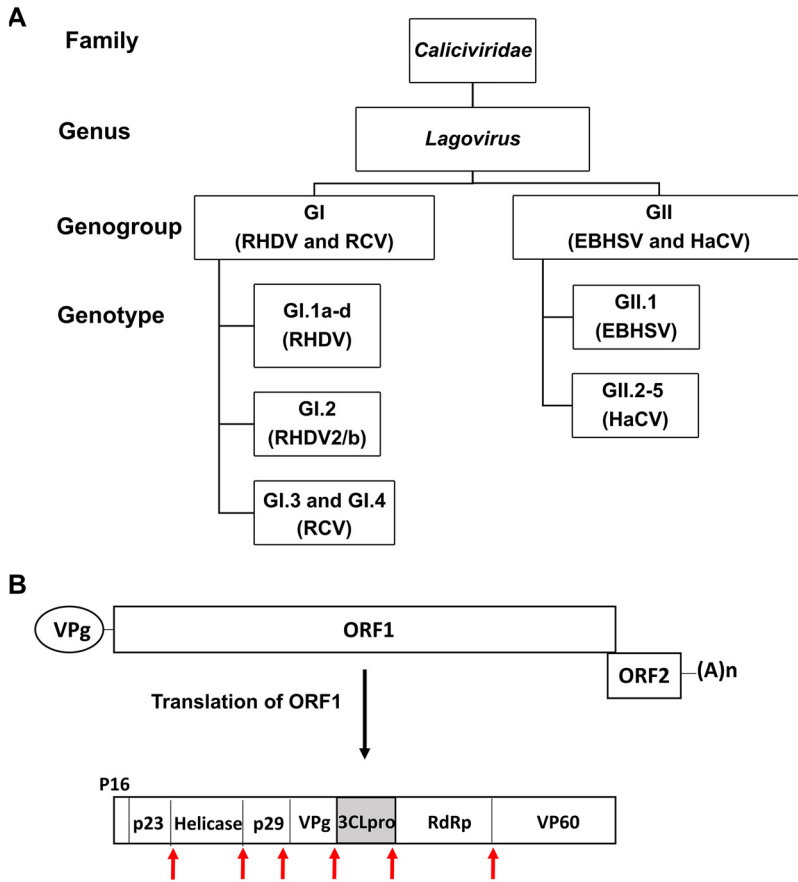 A
Family
Caliciviridae
Genus
Lagovirus
Genogroup
GI
(RHDV and RCV)
GII
(EBHSV and HaCV)
Genotype
GI.1a-d
(RHDV)
GII.1
(EBHSV)
GI.2
(RHDV2/b)
GII.2-5
(HaCV)
GI.3 and GI.4
(RCV)
B
VPg
ORF1
ORF2
(A)n
Translation of ORF1
P16
p23 Helicase p29 VPg 3CLpro RdRp VP60